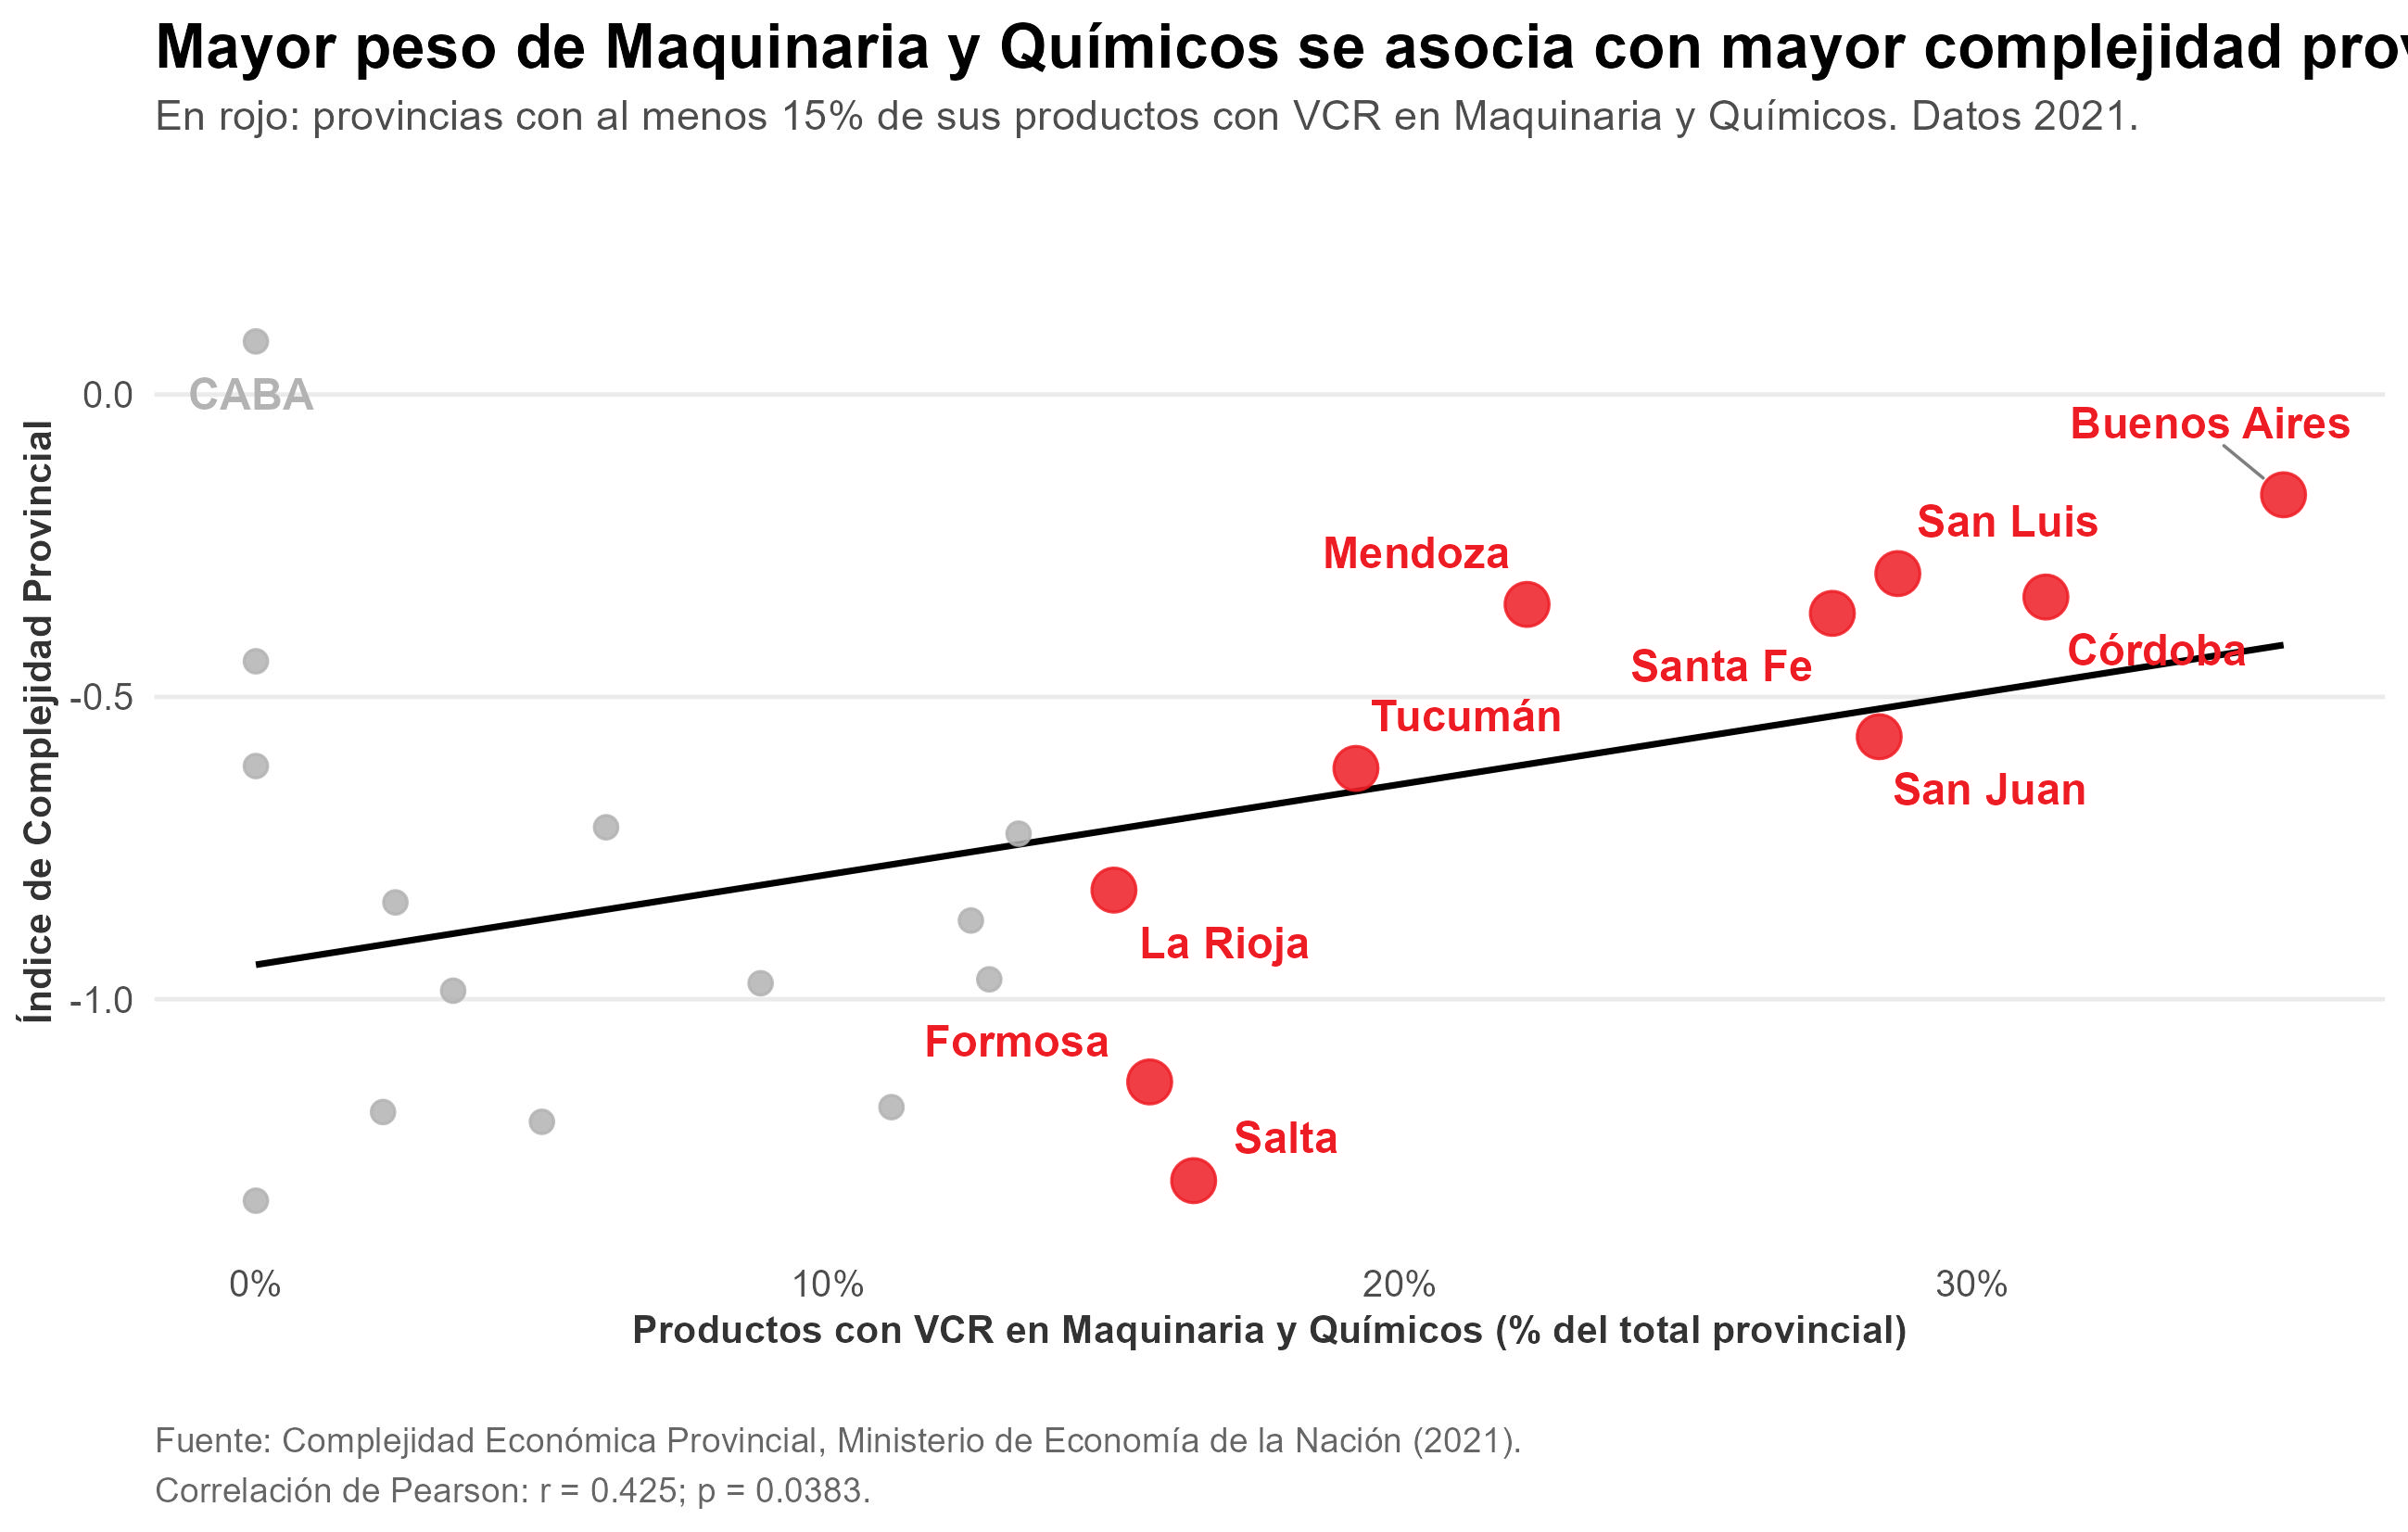 Mayor peso de Maquinaria y Químicos se asocia con mayor complejidad prov
En rojo: provincias con al menos 15% de sus productos con VCR en Maquinaria y Químicos. Datos 2021.
Índice de Complejidad Provincial
0.0
-0.5
-1.0
CABA
Buenos Aires
San Luis
Mendoza
Córdoba
Santa Fe
Tucumán
San Juan
La Rioja
Formosa
Salta
0%
10%
20%
30%
Productos con VCR en Maquinaria y Químicos (% del total provincial)
Fuente: Complejidad Económica Provincial, Ministerio de Economía de la Nación (2021).
Correlación de Pearson: r = 0.425; p = 0.0383.